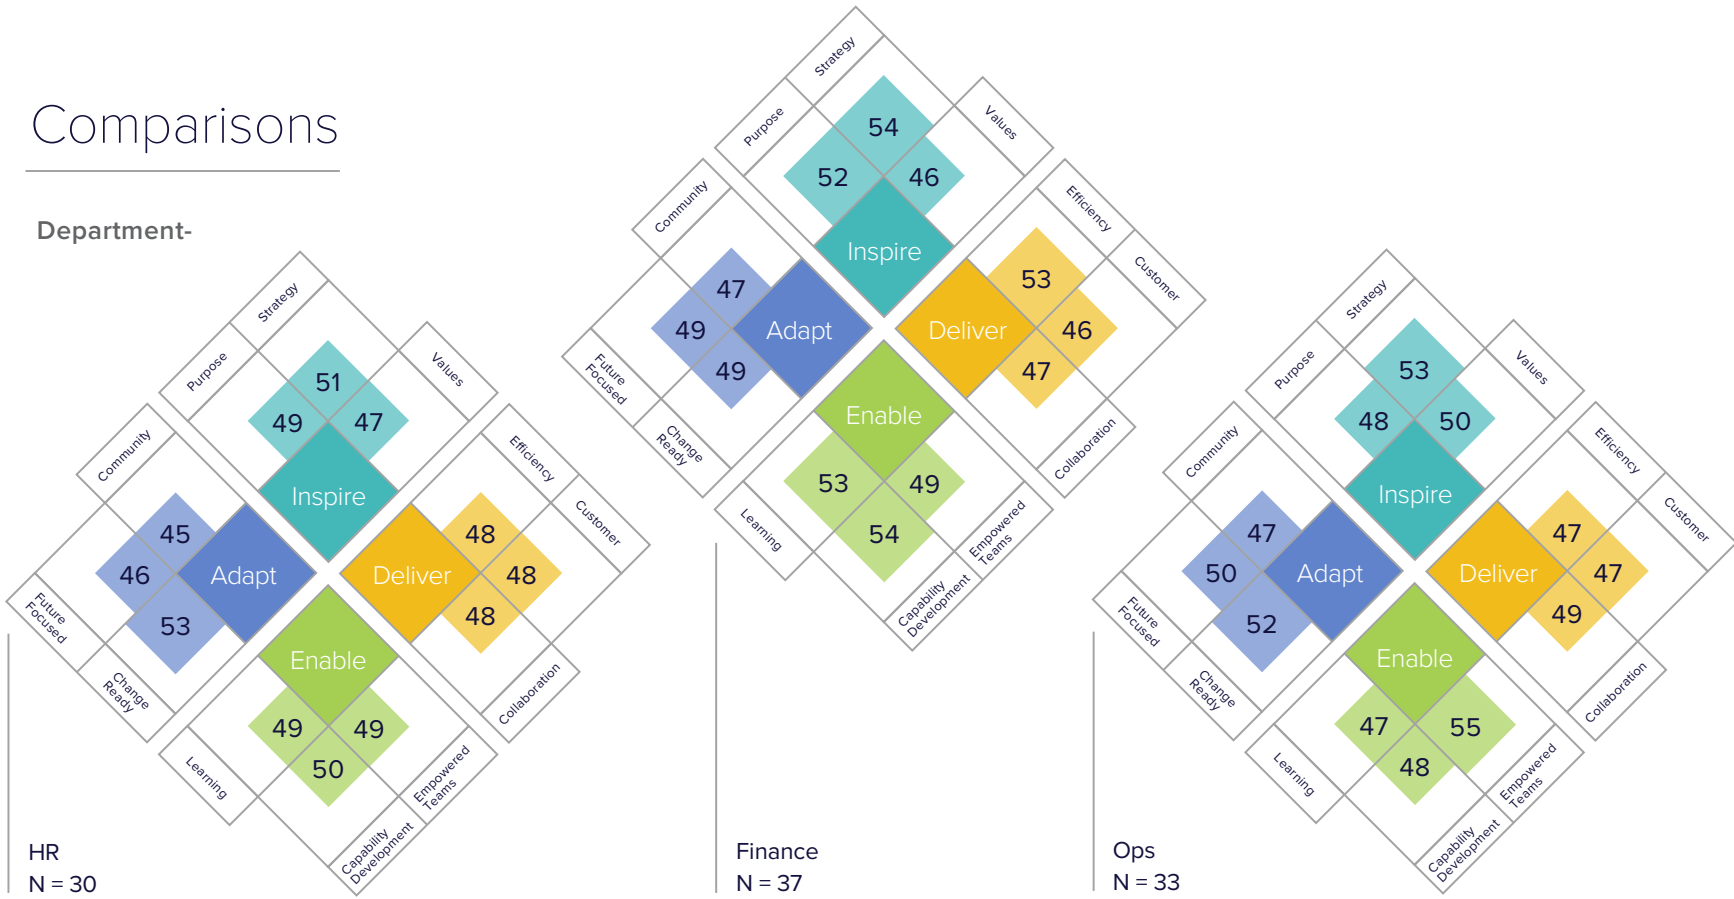 Comparisons
Department-
Strategy
Purpose
Values
Community
Efficiency
Customer
Future
Focused
Change
Ready
Collaboration
Learning
Empowered
Teams
Capability
Development
51
49
47
Inspire
45
46
53
Adapt
Deliver
48
48
48
Enable
49
49
50
HR
N = 30
Strategy
Purpose
Values
Community
Efficiency
Customer
Future
Focused
Change
Ready
Collaboration
Learning
Empowered
Teams
Capability
Development
54
52
46
Inspire
47
49
49
Adapt
Deliver
53
46
47
Enable
53
49
54
Finance
N = 37
Strategy
Purpose
Values
Community
Efficiency
Customer
Future
Focused
Change
Ready
Collaboration
Learning
Empowered
Teams
Capability
Development
53
48
50
Inspire
47
50
52
Adapt
Deliver
47
47
49
Enable
47
55
48
Ops
N = 33